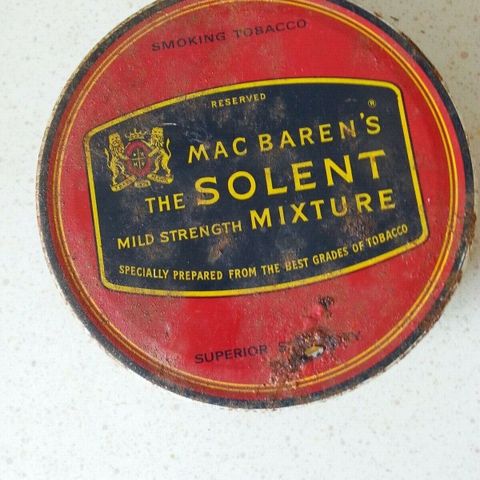 SMOKING TOBACCO
RESERVED
MAC BAREN'S ®
THE SOLENT
MILD STRENGTH MIXTURE
SPECIALLY PREPARED FROM THE BEST GRADES OF TOBACCO
SUPERIOR